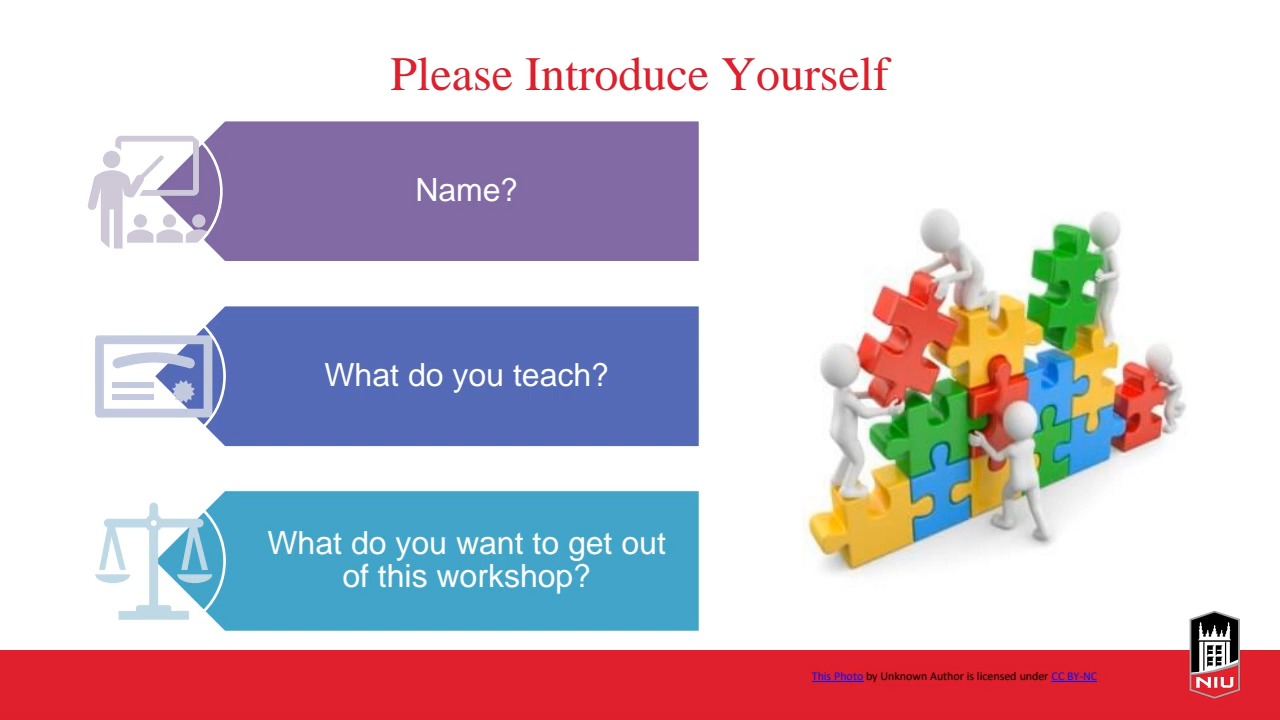 Please Introduce Yourself
Name?
What do you teach?
What do you want to get out
of this workshop?
This Photo by Unknown Author is licensed under CC BY-NC
NIU